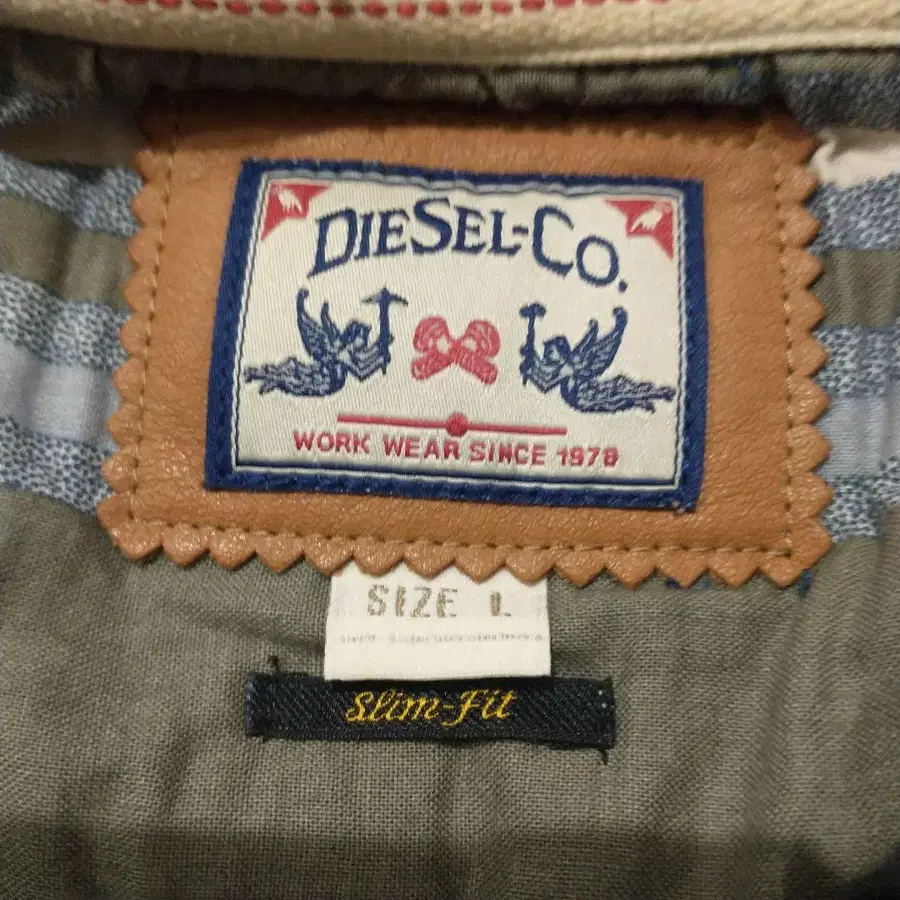 DIESEL-CO.
WORK WEAR SINCE 1978
SIZE L
Slim-Fit